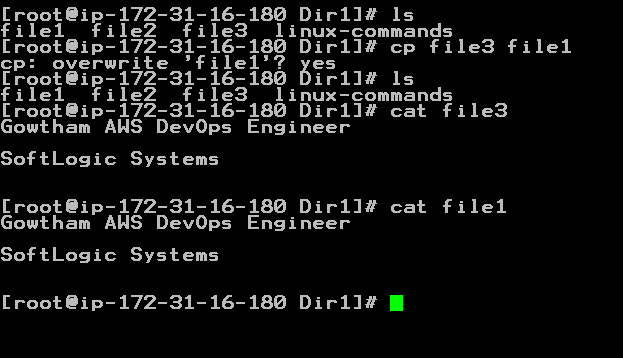 [root@ip-172-31-16-180 Dir1]# ls
file1  file2  file3  linux-commands
[root@ip-172-31-16-180 Dir1]# cp file3 file1
cp: overwrite 'file1'? yes
[root@ip-172-31-16-180 Dir1]# ls
file1  file2  file3  linux-commands
[root@ip-172-31-16-180 Dir1]# cat file3
Gowtham AWS DevOps Engineer
SoftLogic Systems
[root@ip-172-31-16-180 Dir1]# cat file1
Gowtham AWS DevOps Engineer
SoftLogic Systems
[root@ip-172-31-16-180 Dir1]#